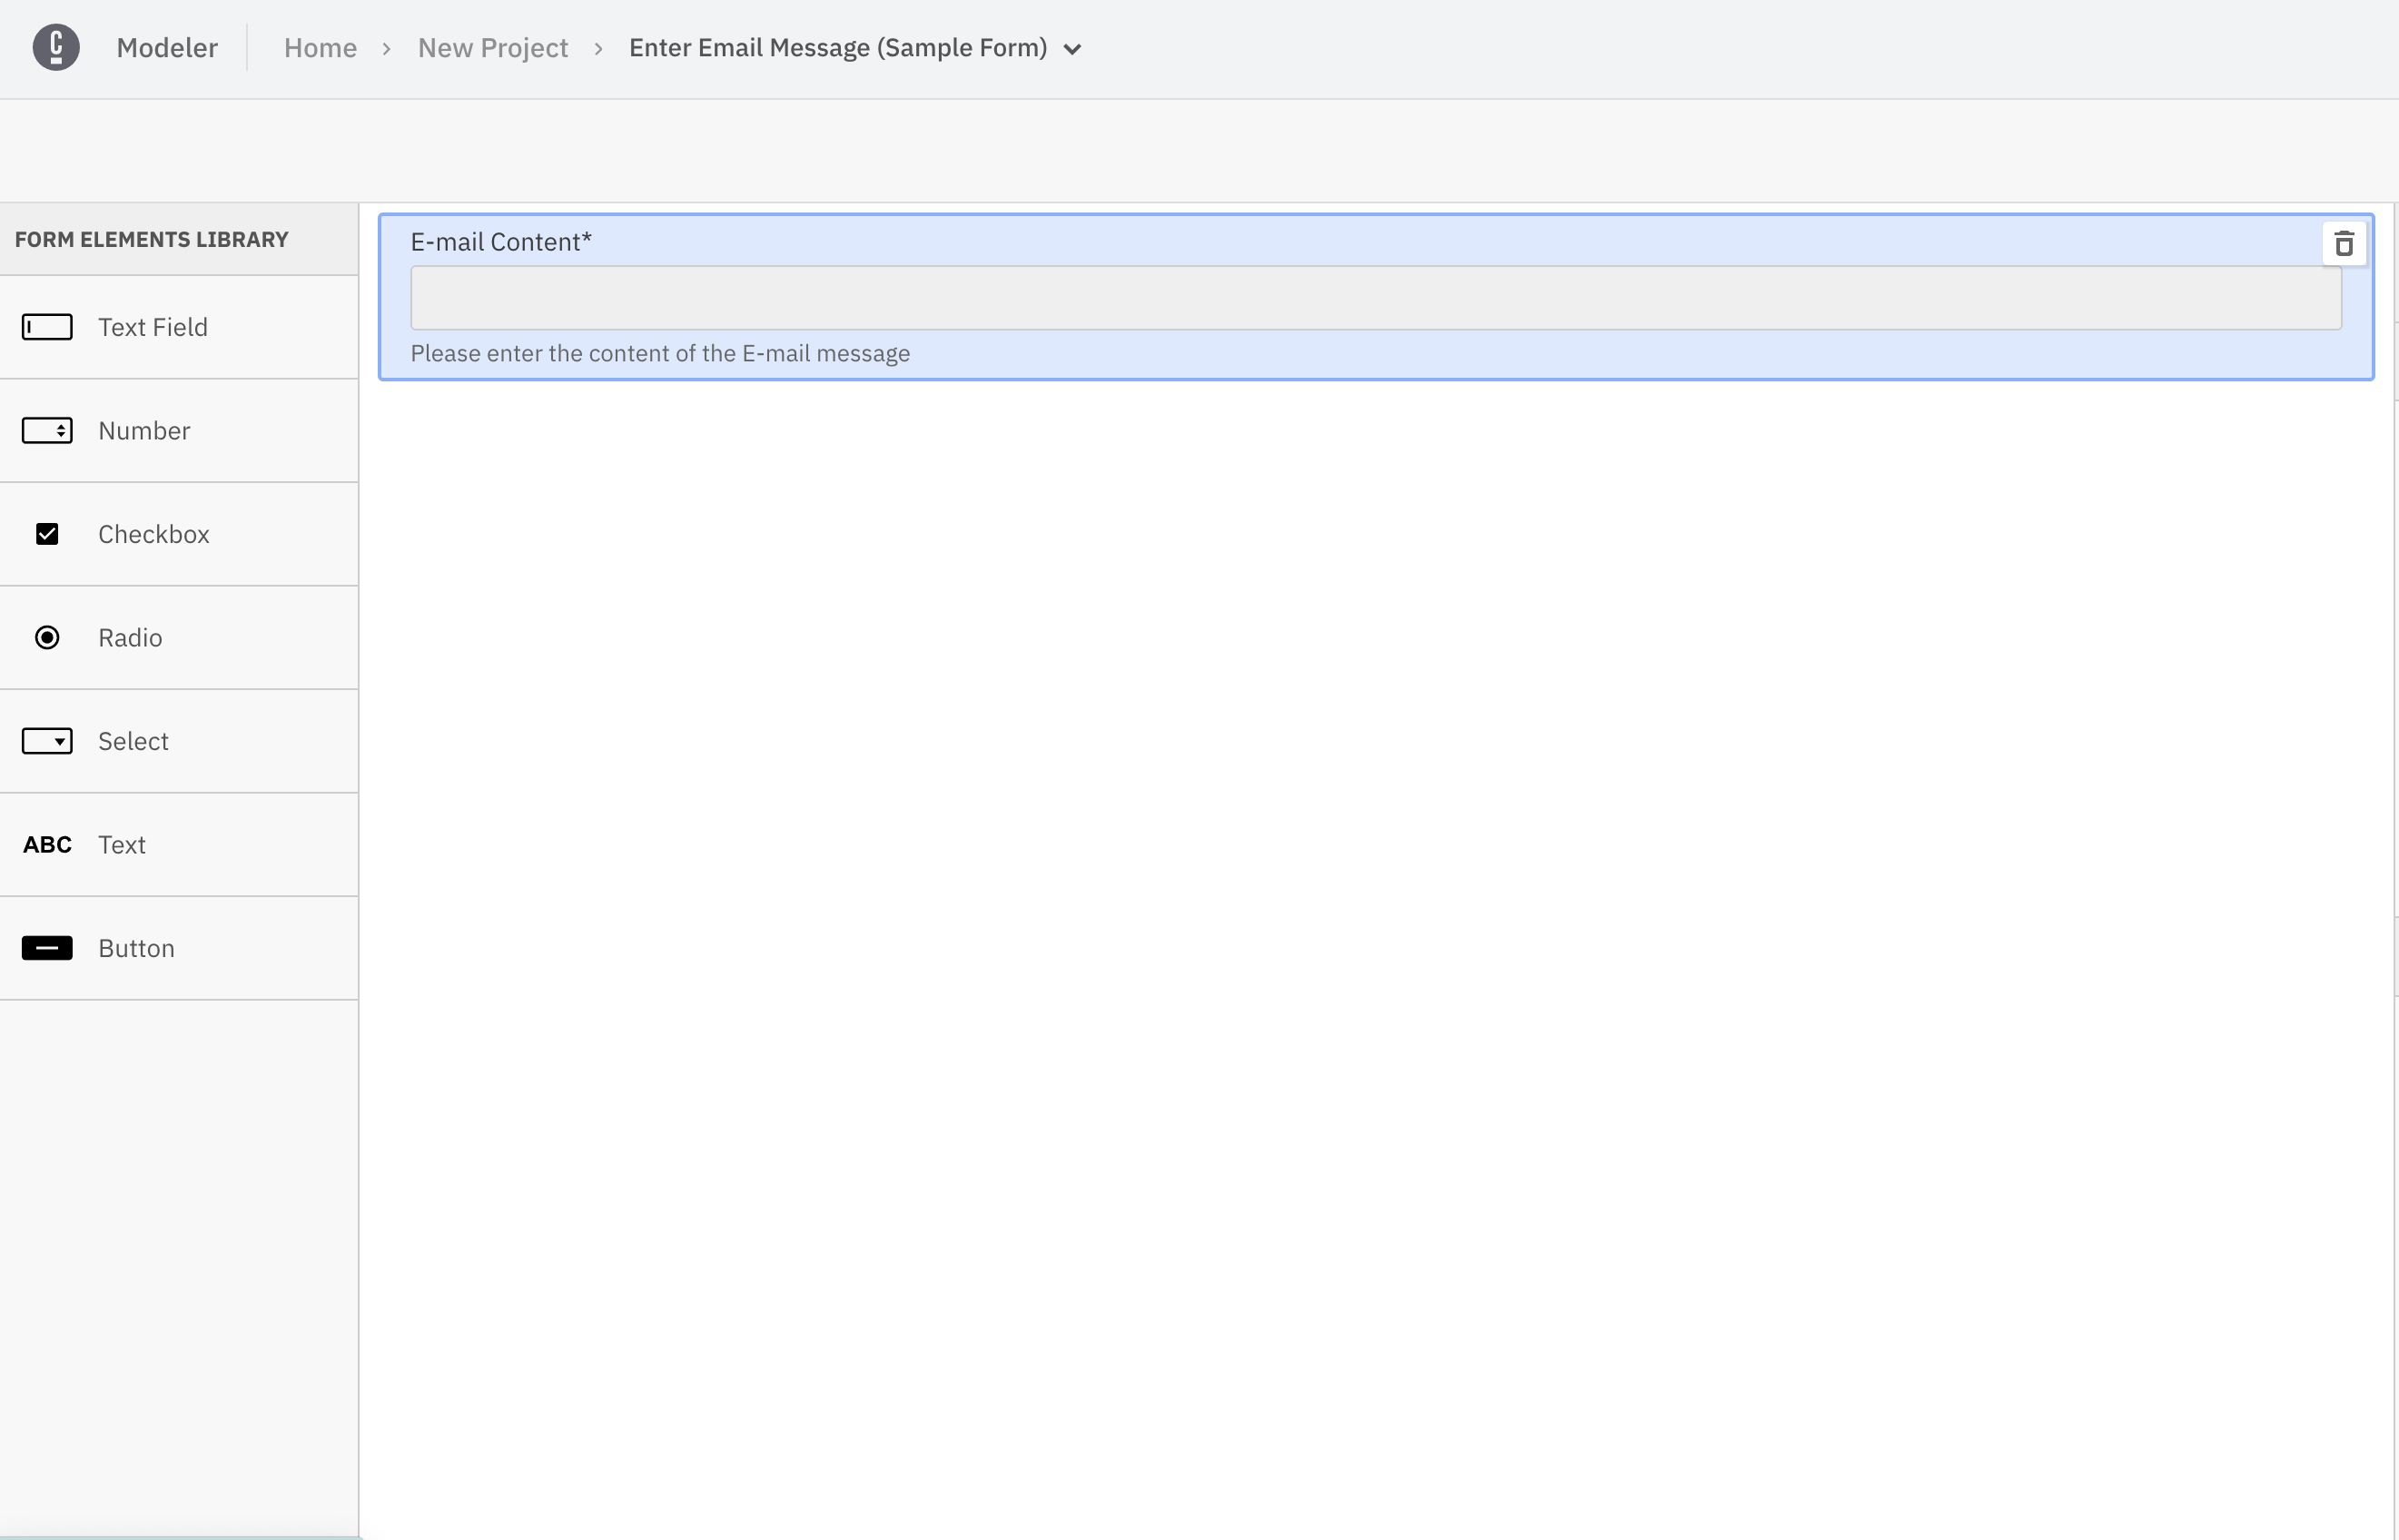 Modeler
Home > New Project > Enter Email Message (Sample Form)
FORM ELEMENTS LIBRARY
Text Field
Number
Checkbox
Radio
Select
ABC Text
Button
E-mail Content*
Please enter the content of the E-mail message